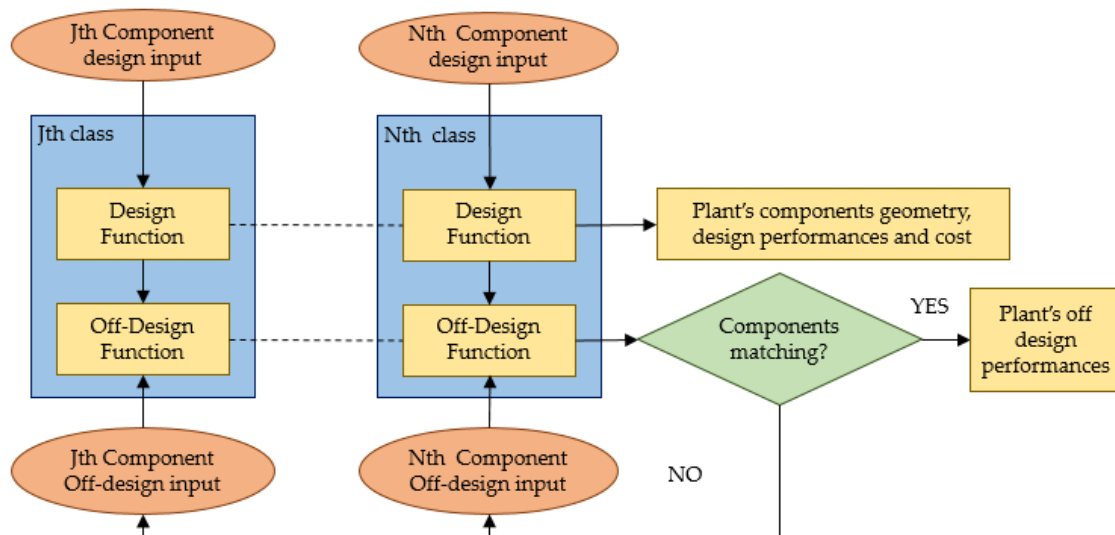 Jth Component
design input
Nth Component
design input
Jth class
Nth class
Design
Function
Design
Function
Plant's components geometry,
design performances and cost
Off-Design
Function
Off-Design
Function
Components
matching?
YES
Plant's off
design
performances
Jth Component
Off-design input
Nth Component
Off-design input
NO